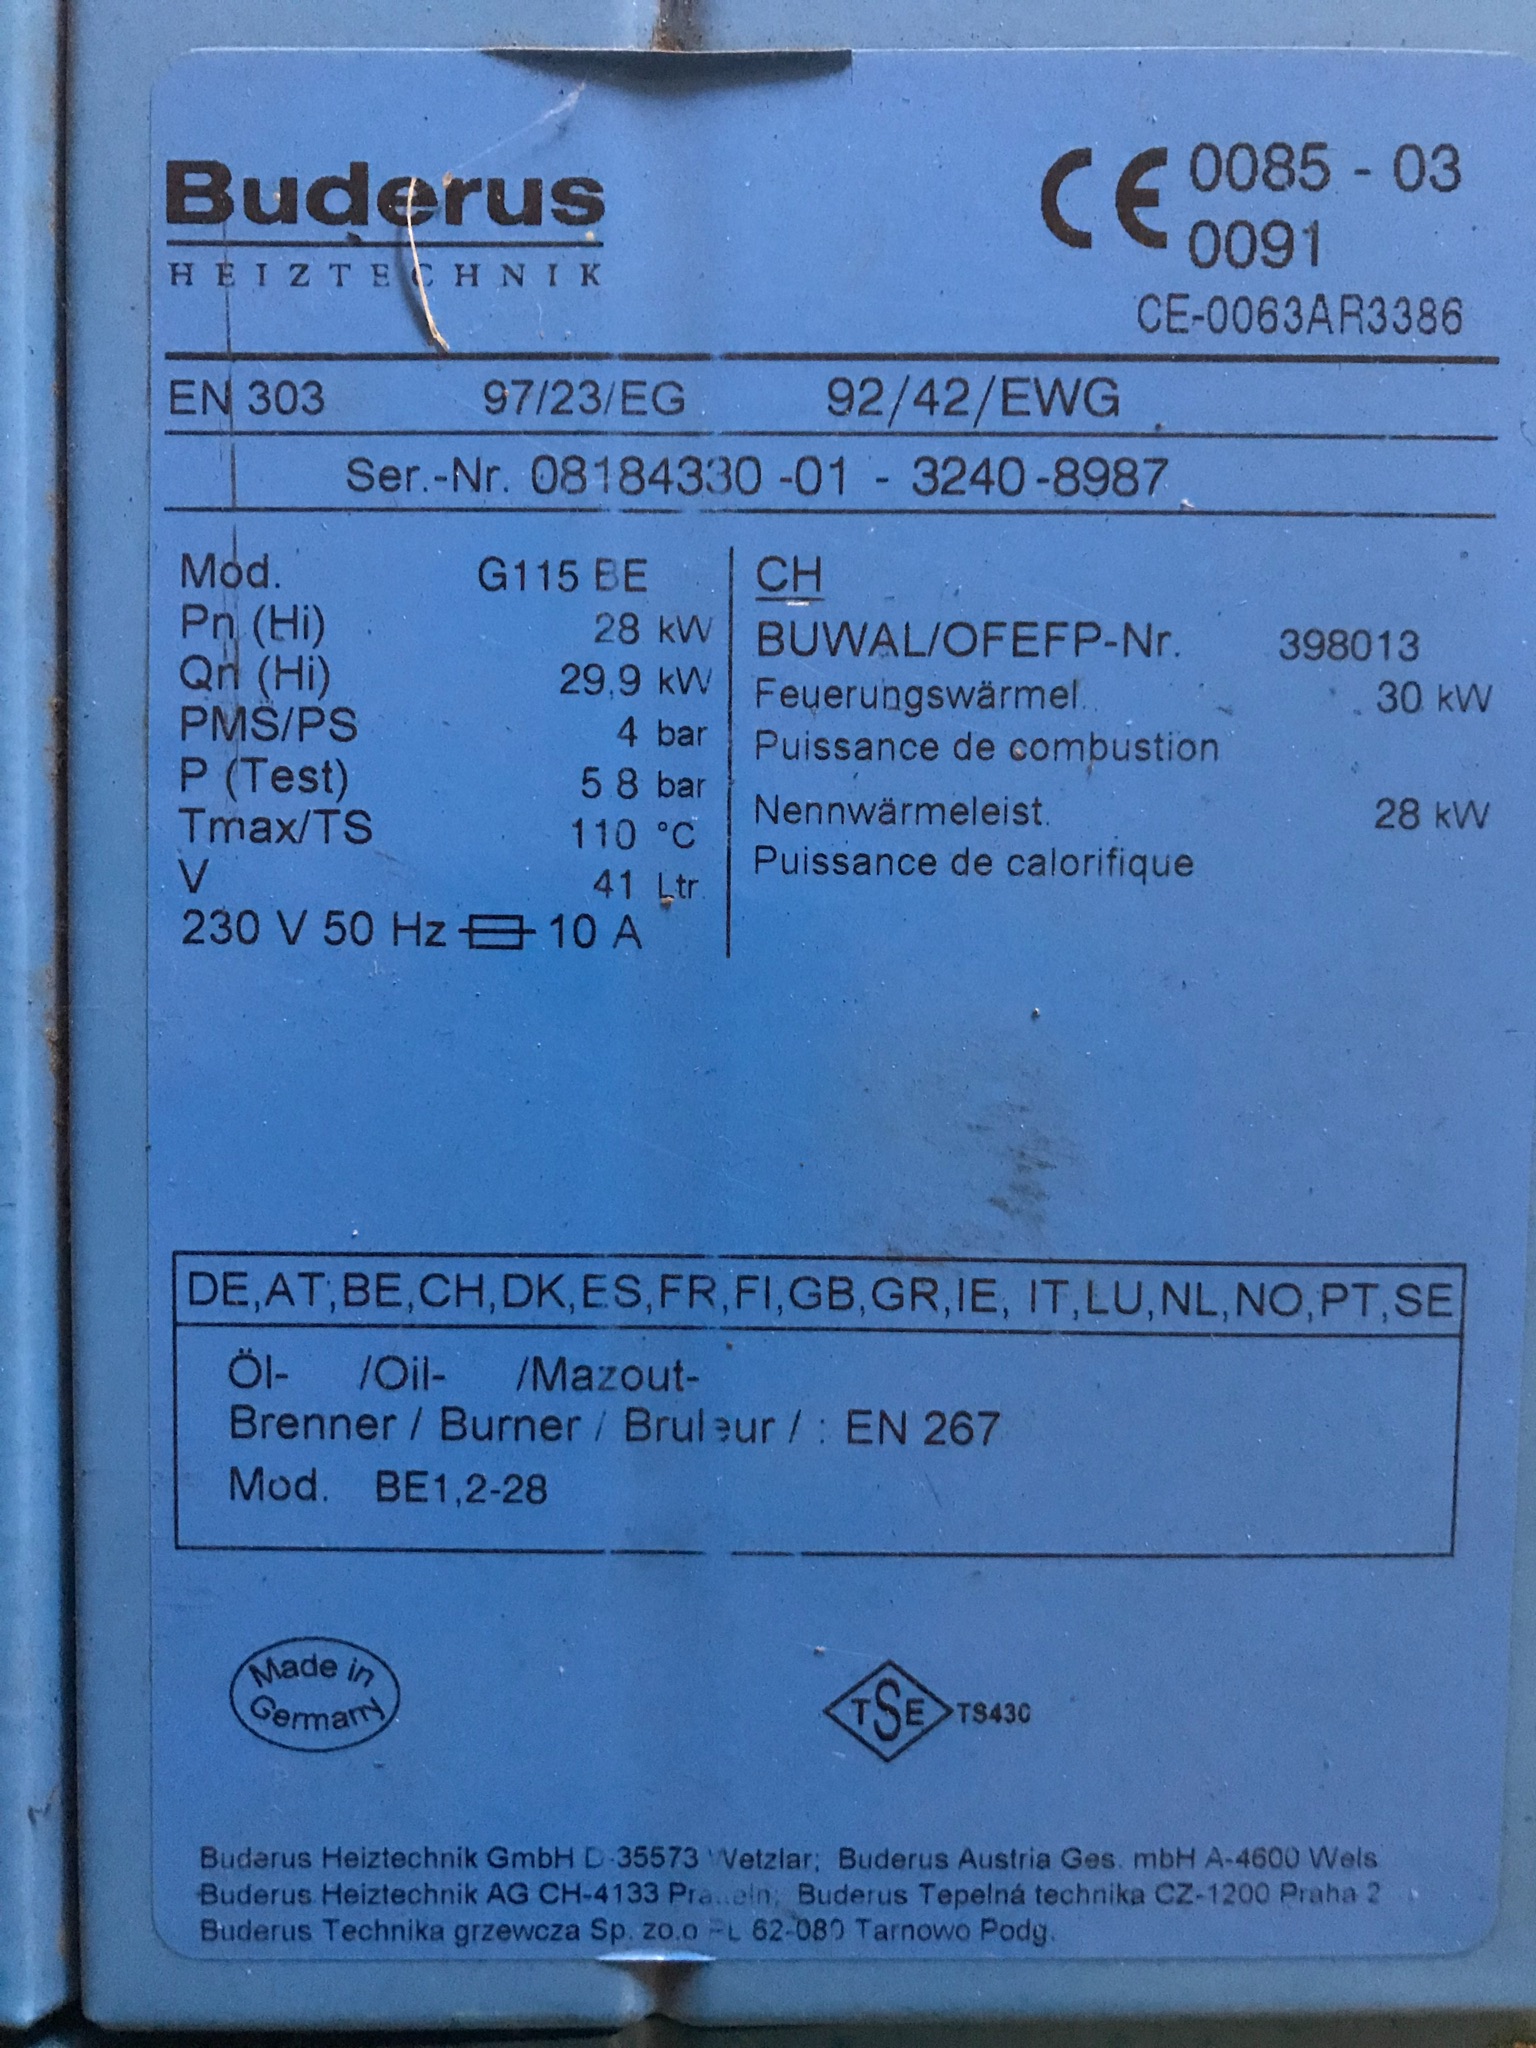 Buderus
HEIZTECHNIK
CE 0085 - 03
0091
CE-0063AR3386
EN 303 97/23/EG 92/42/EWG
Ser.-Nr. 08184330 -01 - 3240 -8987
Mod. G115 BE
Pn (Hi) 28 kW
Qn (Hi) 29,9 kW
PMS/PS 4 bar
P (Test) 5 8 bar
Tmax/TS 110 °C
V 41 Ltr
230 V 50 Hz 10 A
CH
BUWAL/OFEFP-Nr. 398013
Feuerungswärmel. 30 kW
Puissance de combustion
Nennwärmeleist. 28 kW
Puissance de calorifique
DE,AT,BE,CH,DK,ES,FR,FI,GB,GR,IE, IT,LU,NL,NO,PT,SE
Öl- /Oil- /Mazout-
Brenner / Burner / Bruleur / : EN 267
Mod. BE1,2-28
Made in
Germany
TSE TS430
Buderus Heiztechnik GmbH D-35573 Wetzlar; Buderus Austria Ges. mbH A-4600 Wels
Buderus Heiztechnik AG CH-4133 Buderus Tepelná technika CZ-1200 Praha 2
Buderus Technika grzewcza Sp. zo.o PL 62-080 Tarnowo Podg.